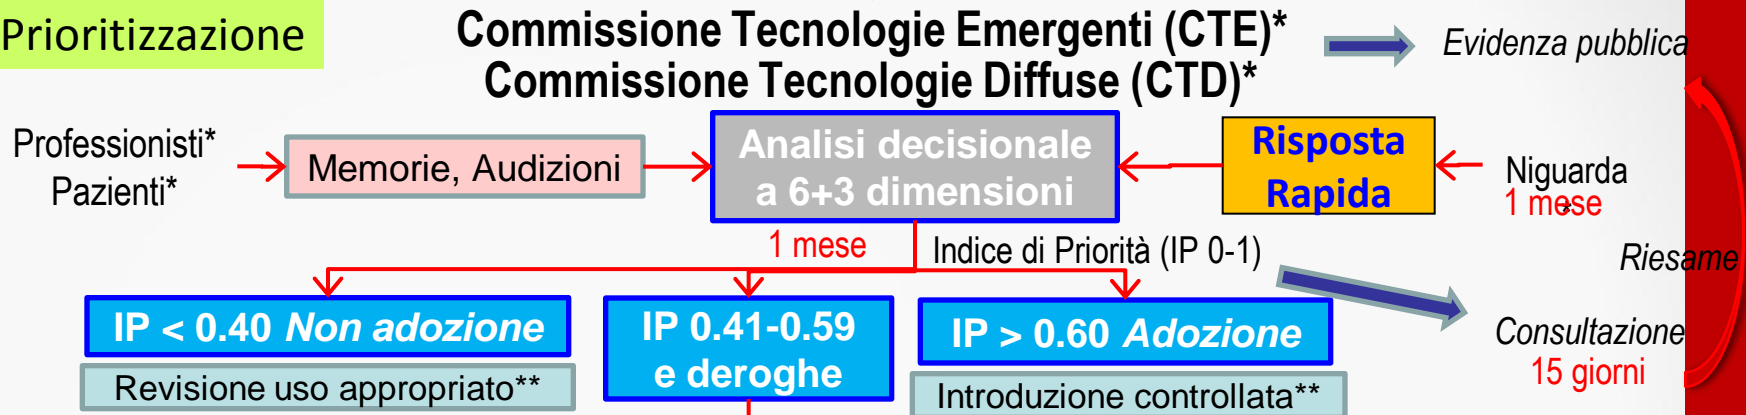 Prioritizzazione
Commissione Tecnologie Emergenti (CTE)*
Commissione Tecnologie Diffuse (CTD)*
Evidenza pubblica
Professionisti*
Pazienti*
Memorie, Audizioni
Analisi decisionale
a 6+3 dimensioni
Risposta
Rapida
Niguarda
*
1 mese
1 mese
Indice di Priorità (IP 0-1)
Riesame
IP < 0.40 Non adozione
IP 0.41-0.59
e deroghe
IP > 0.60 Adozione
Consultazione
15 giorni
Revisione uso appropriato**
Introduzione controllata**